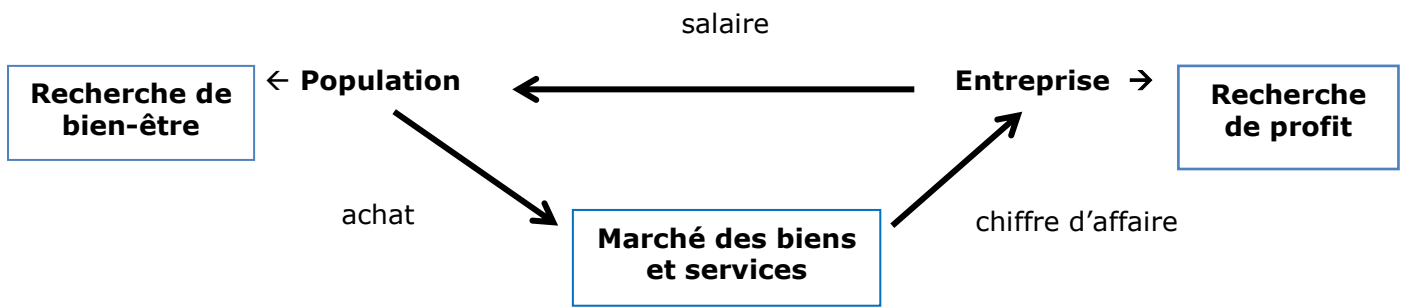 salaire
Recherche de
bien-être
← Population
Entreprise →
Recherche
de profit
achat
Marché des biens
et services
chiffre d’affaire